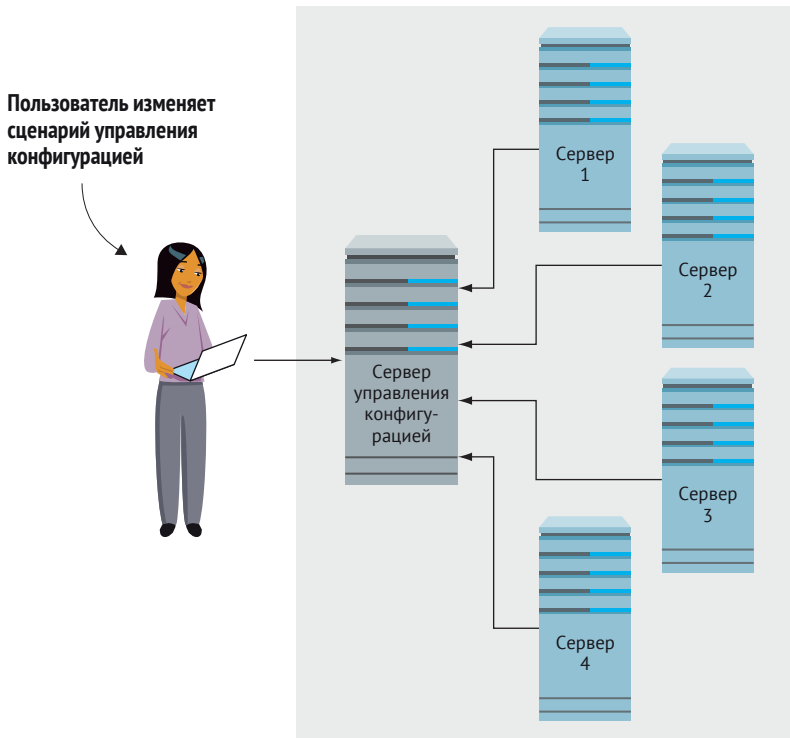 Пользователь изменяет
сценарий управления
конфигурацией
Сервер
1
Сервер
2
Сервер
управления
конфигу-
рацией
Сервер
3
Сервер
4